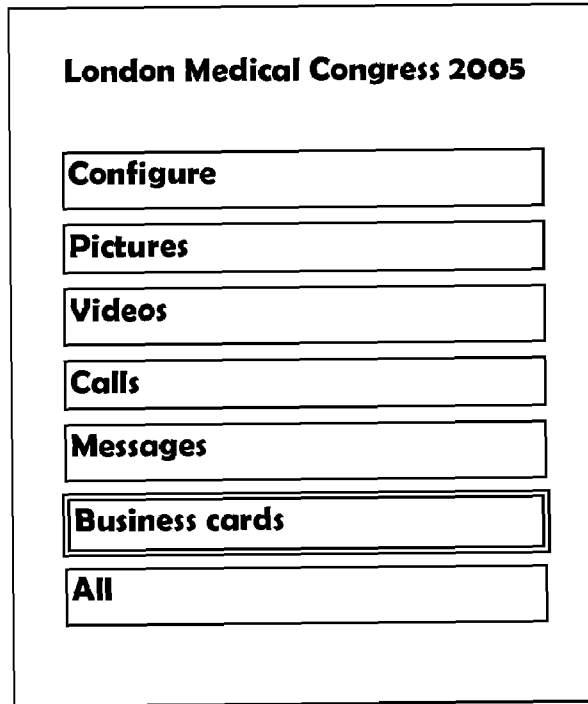 London Medical Congress 2005
Configure
Pictures
Videos
Calls
Messages
Business cards
All